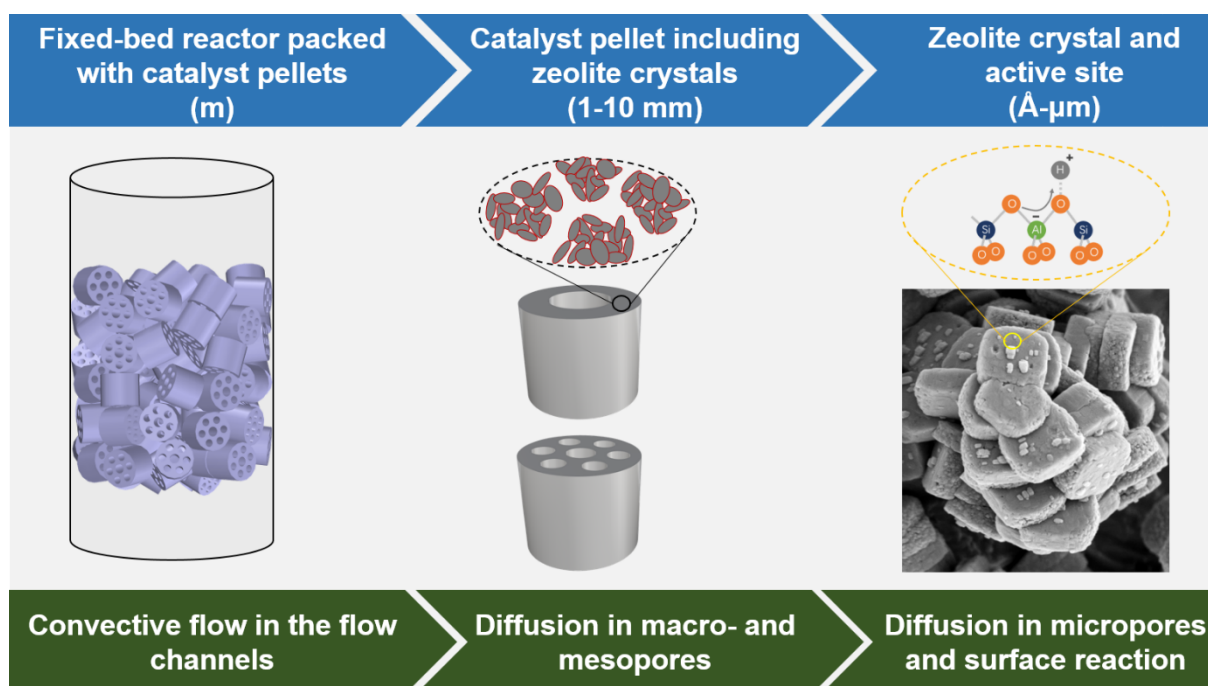 Fixed-bed reactor packed
with catalyst pellets
(m)
Catalyst pellet including
zeolite crystals
(1-10 mm)
Zeolite crystal and
active site
(Å-µm)
+
H
O O
-
Si Al Si
O O O O O O
Convective flow in the flow
channels
Diffusion in macro- and
mesopores
Diffusion in micropores
and surface reaction